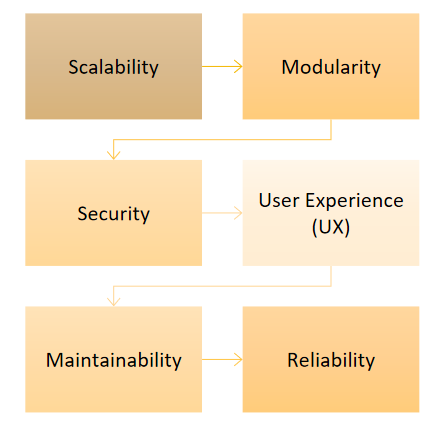 Scalability
Modularity
Security
User Experience
(UX)
Maintainability
Reliability